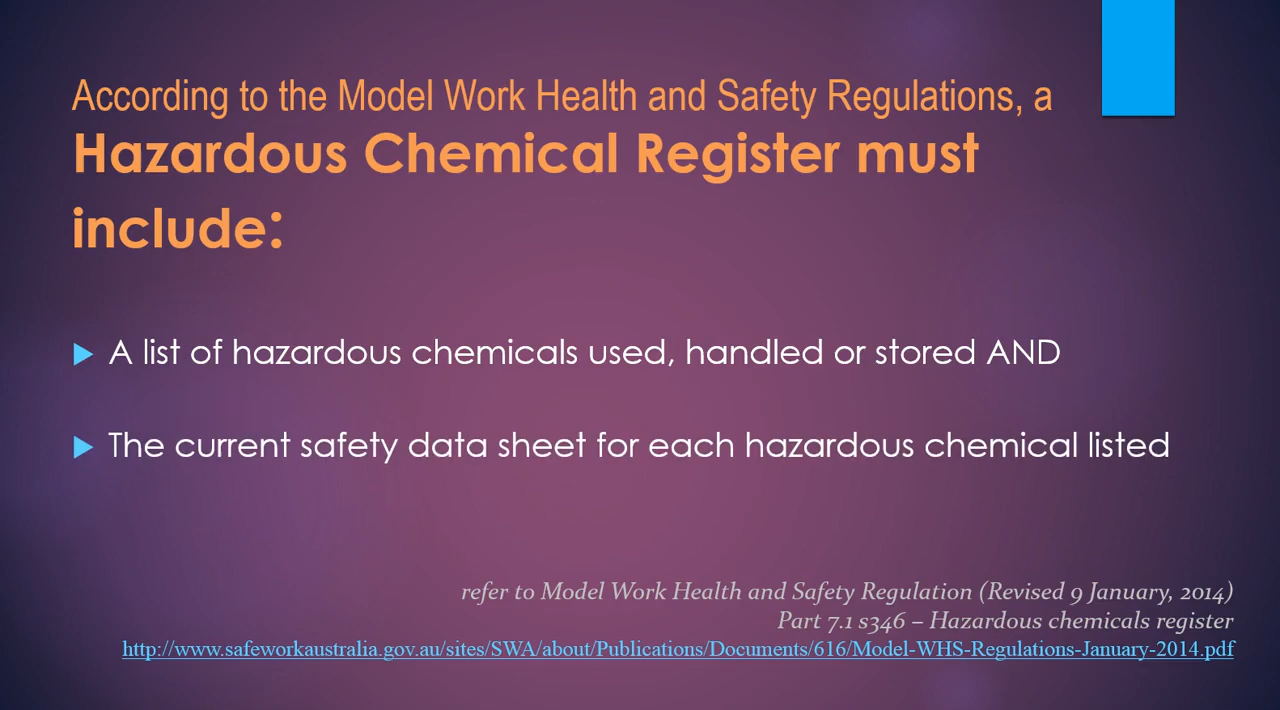 According to the Model Work Health and Safety Regulations, a
Hazardous Chemical Register must
include:
A list of hazardous chemicals used, handled or stored AND
The current safety data sheet for each hazardous chemical listed
refer to Model Work Health and Safety Regulation (Revised 9 January, 2014)
Part 7.1 s346 – Hazardous chemicals register
http://www.safeworkaustralia.gov.au/sites/SWA/about/Publications/Documents/616/Model-WHS-Regulations-January-2014.pdf